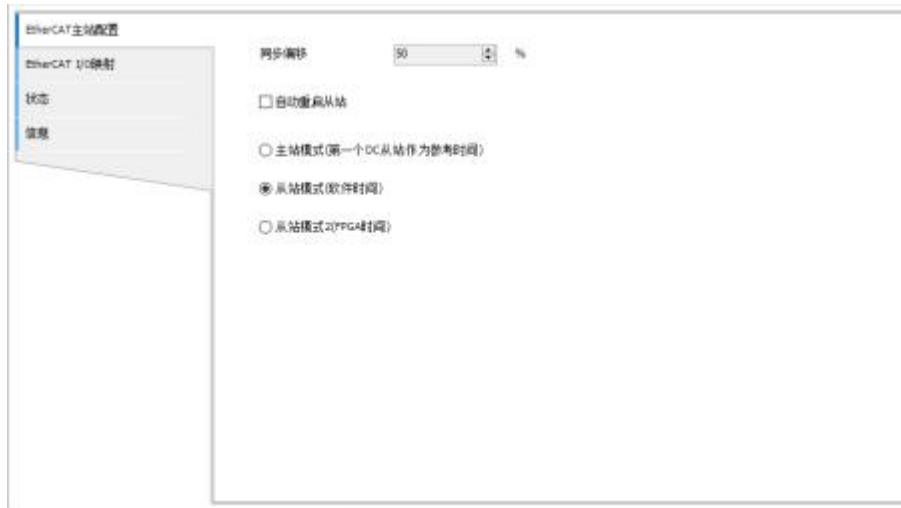 EtherCAT主站配置
EtherCAT I/O映射
状态
信息
同步偏移 50 %
自动重启从站
主站模式(第一个DC从站作为参考时间)
从站模式(软件时间)
从站模式2(FPGA时间)